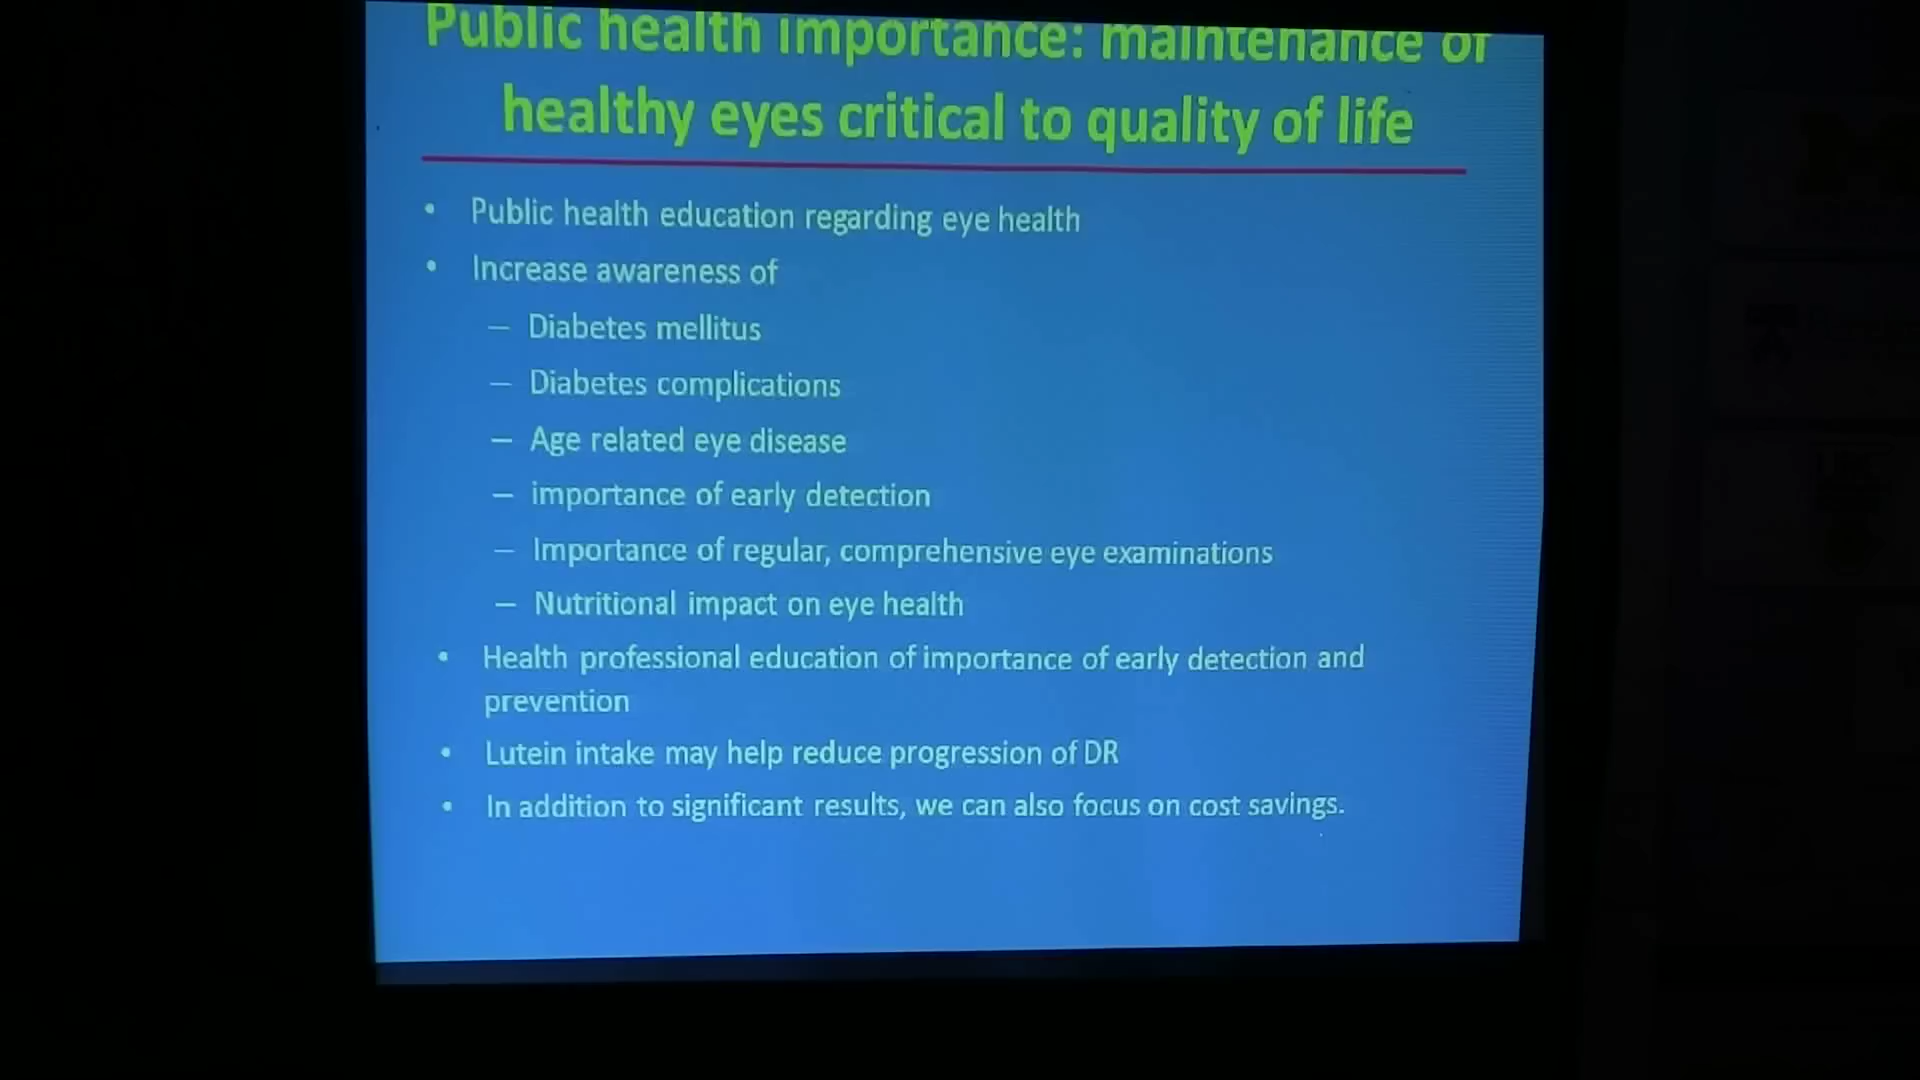 Public health importance: maintenance of
healthy eyes critical to quality of life
• Public health education regarding eye health
• Increase awareness of
– Diabetes mellitus
– Diabetes complications
– Age related eye disease
– importance of early detection
– Importance of regular, comprehensive eye examinations
– Nutritional impact on eye health
• Health professional education of importance of early detection and
prevention
• Lutein intake may help reduce progression of DR
• In addition to significant results, we can also focus on cost savings.